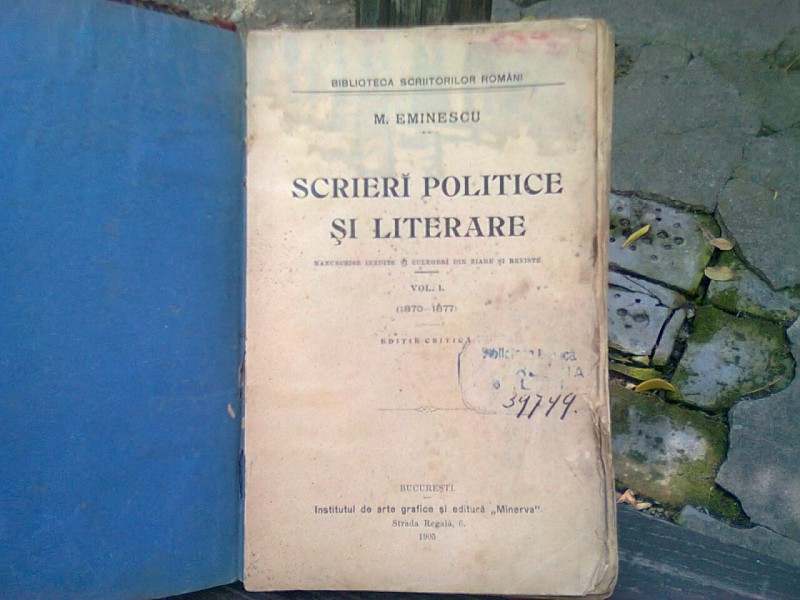 BIBLIOTECA SCRIITORILOR ROMÂNI
M. EMINESCU
SCRIERĬ POLITICE
ŞI LITERARE
MANUSCRISE INEDITE ŞI CULEGERĬ DIN ZIARE ŞI REVISTE
VOL. I.
(1870—1877)
EDIŢIE CRITICĂ
39749.
BUCUREŞTI
Institutul de arte grafice şi editură „Minerva"
Strada Regală, 6.
1905